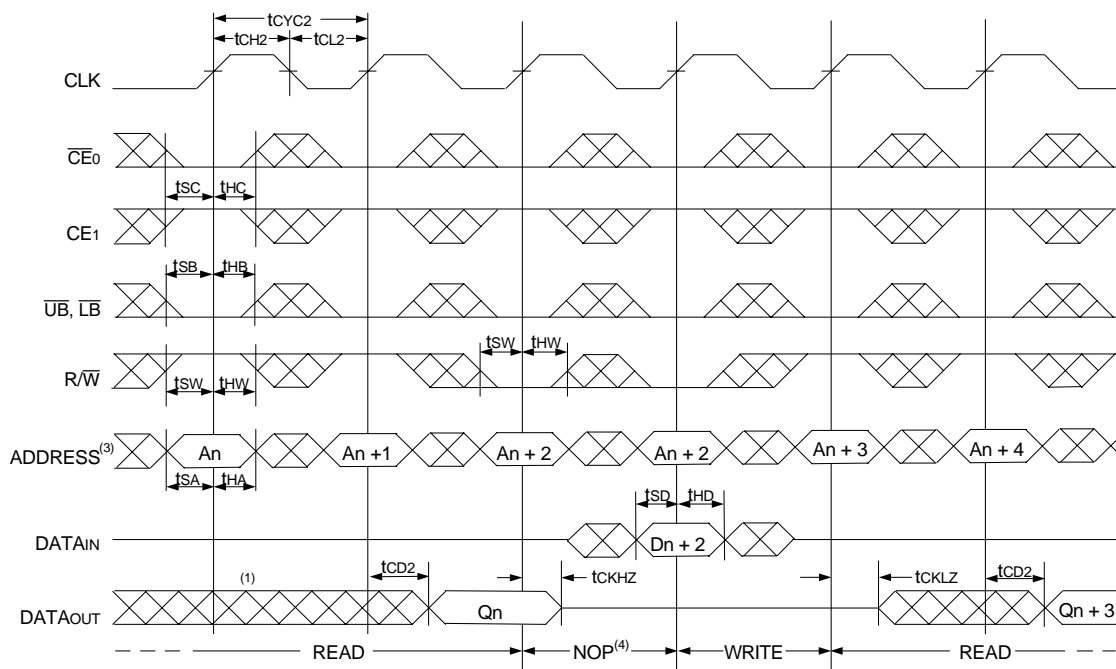 tCYC2
tCH2 tCL2
CLK
CE0
tSC tHC
CE1
tSB tHB
UB, LB
tSW tHW
R/W
tSW tHW
ADDRESS(3) An An +1 An + 2 An + 2 An + 3 An + 4
tSA tHA
tSD tHD
DATAIN Dn + 2
(1) tCD2 tCKHZ tCKLZ tCD2
DATAOUT Qn Qn + 3
READ NOP(4) WRITE READ